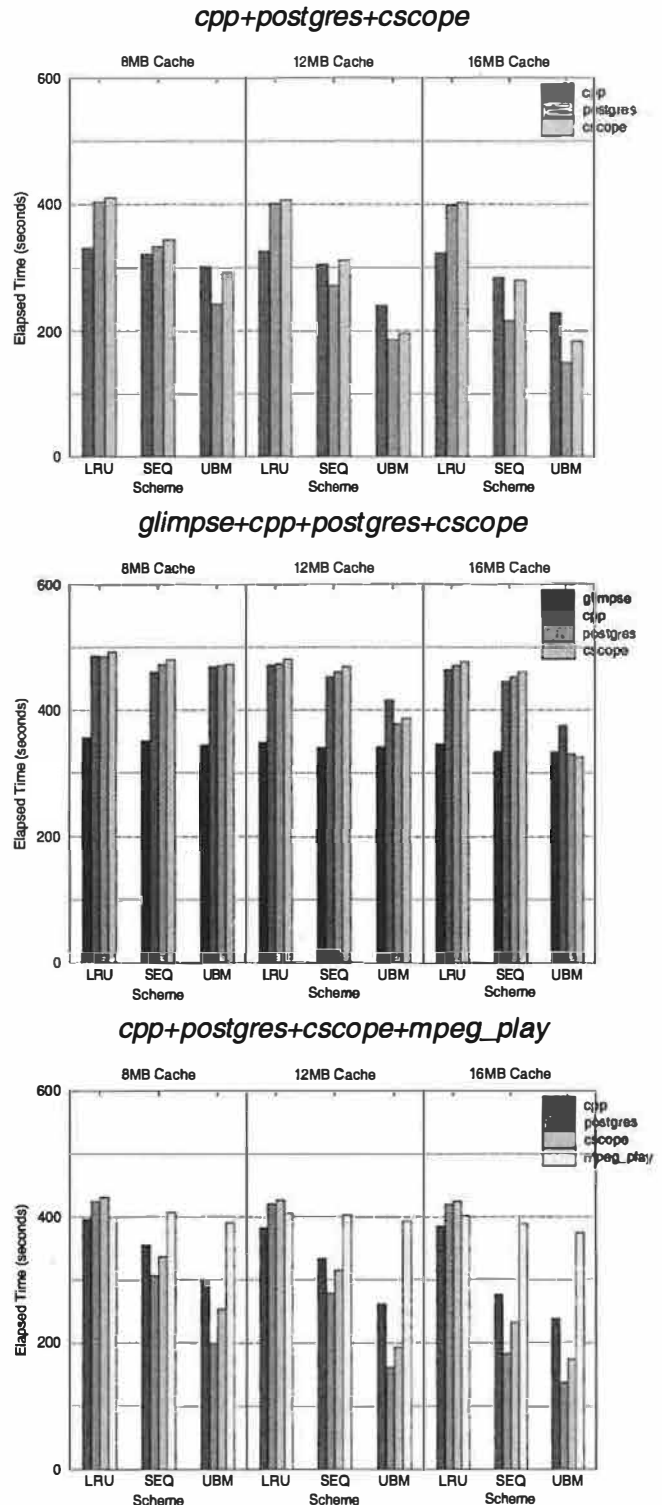 cpp+postgres+cscope
8MB Cache 12MB Cache 16MB Cache
600
cpp
postgres
cscope
400
Elapsed Time (seconds)
200
0
LRU SEQ UBM LRU SEQ UBM LRU SEQ UBM
Scheme Scheme Scheme
glimpse+cpp+postgres+cscope
8MB Cache 12MB Cache 16MB Cache
600
glimpse
cpp
postgres
cscope
400
Elapsed Time (seconds)
200
0
LRU SEQ UBM LRU SEQ UBM LRU SEQ UBM
Scheme Scheme Scheme
cpp+postgres+cscope+mpeg_play
8MB Cache 12MB Cache 16MB Cache
600
cpp
postgres
cscope
mpeg_play
400
Elapsed Time (seconds)
200
0
LRU SEQ UBM LRU SEQ UBM LRU SEQ UBM
Scheme Scheme Scheme